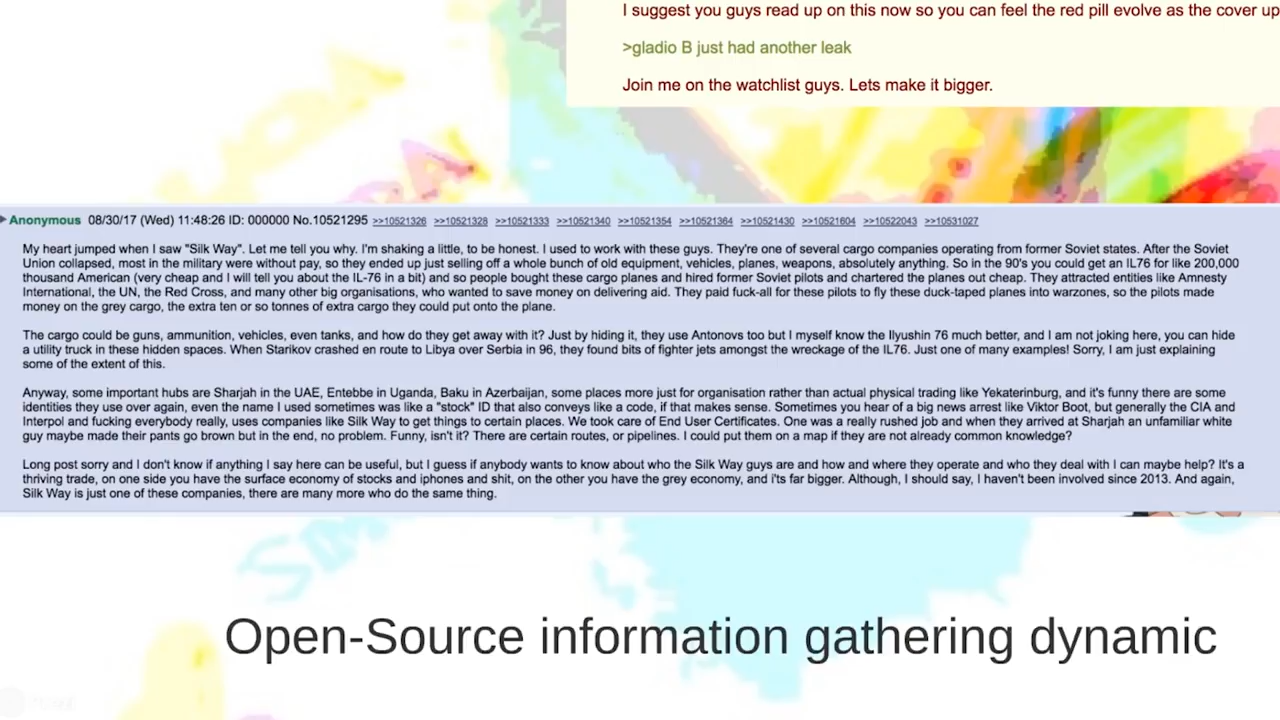 I suggest you guys read up on this now so you can feel the red pill evolve as the cover up
>gladio B just had another leak
Join me on the watchlist guys. Lets make it bigger.
Anonymous 08/30/17 (Wed) 11:48:26 ID: 000000 No.10521295 >>10521326 >>10521328 >>10521333 >>10521340 >>10521354 >>10521364 >>10521430 >>10521604 >>10522043 >>10531027
My heart jumped when I saw "Silk Way". Let me tell you why. I'm shaking a little, to be honest. I used to work with these guys. They're one of several cargo companies operating from former Soviet states. After the Soviet
Union collapsed, most in the military were without pay, so they ended up just selling off a whole bunch of old equipment, vehicles, planes, weapons, absolutely anything. So in the 90's you could get an IL76 for like 200,000
thousand American (very cheap and I will tell you about the IL-76 in a bit) and so people bought these cargo planes and hired former Soviet pilots and chartered the planes out cheap. They attracted entities like Amnesty
International, the UN, the Red Cross, and many other big organisations, who wanted to save money on delivering aid. They paid fuck-all for these pilots to fly these duck-taped planes into warzones, so the pilots made
money on the grey cargo, the extra ten or so tonnes of extra cargo they could put onto the plane.
The cargo could be guns, ammunition, vehicles, even tanks, and how do they get away with it? Just by hiding it, they use Antonovs too but I myself know the Ilyushin 76 much better, and I am not joking here, you can hide
a utility truck in these hidden spaces. When Starikov crashed en route to Libya over Serbia in 96, they found bits of fighter jets amongst the wreckage of the IL76. Just one of many examples! Sorry, I am just explaining
some of the extent of this.
Anyway, some important hubs are Sharjah in the UAE, Entebbe in Uganda, Baku in Azerbaijan, some places more just for organisation rather than actual physical trading like Yekaterinburg, and it's funny there are some
identities they use over again, even the name I used sometimes was like a "stock" ID that also conveys like a code, if that makes sense. Sometimes you hear of a big news arrest like Viktor Boot, but generally the CIA and
Interpol and fucking everybody really, uses companies like Silk Way to get things to certain places. We took care of End User Certificates. One was a really rushed job and when they arrived at Sharjah an unfamiliar white
guy maybe made their pants go brown but in the end, no problem. Funny, isn't it? There are certain routes, or pipelines. I could put them on a map if they are not already common knowledge?
Long post sorry and I don't know if anything I say here can be useful, but I guess if anybody wants to know about who the Silk Way guys are and how and where they operate and who they deal with I can maybe help? It's a
thriving trade, on one side you have the surface economy of stocks and iphones and shit, on the other you have the grey economy, and i'ts far bigger. Although, I should say, I haven't been involved since 2013. And again,
Silk Way is just one of these companies, there are many more who do the same thing.
Open-Source information gathering dynamic